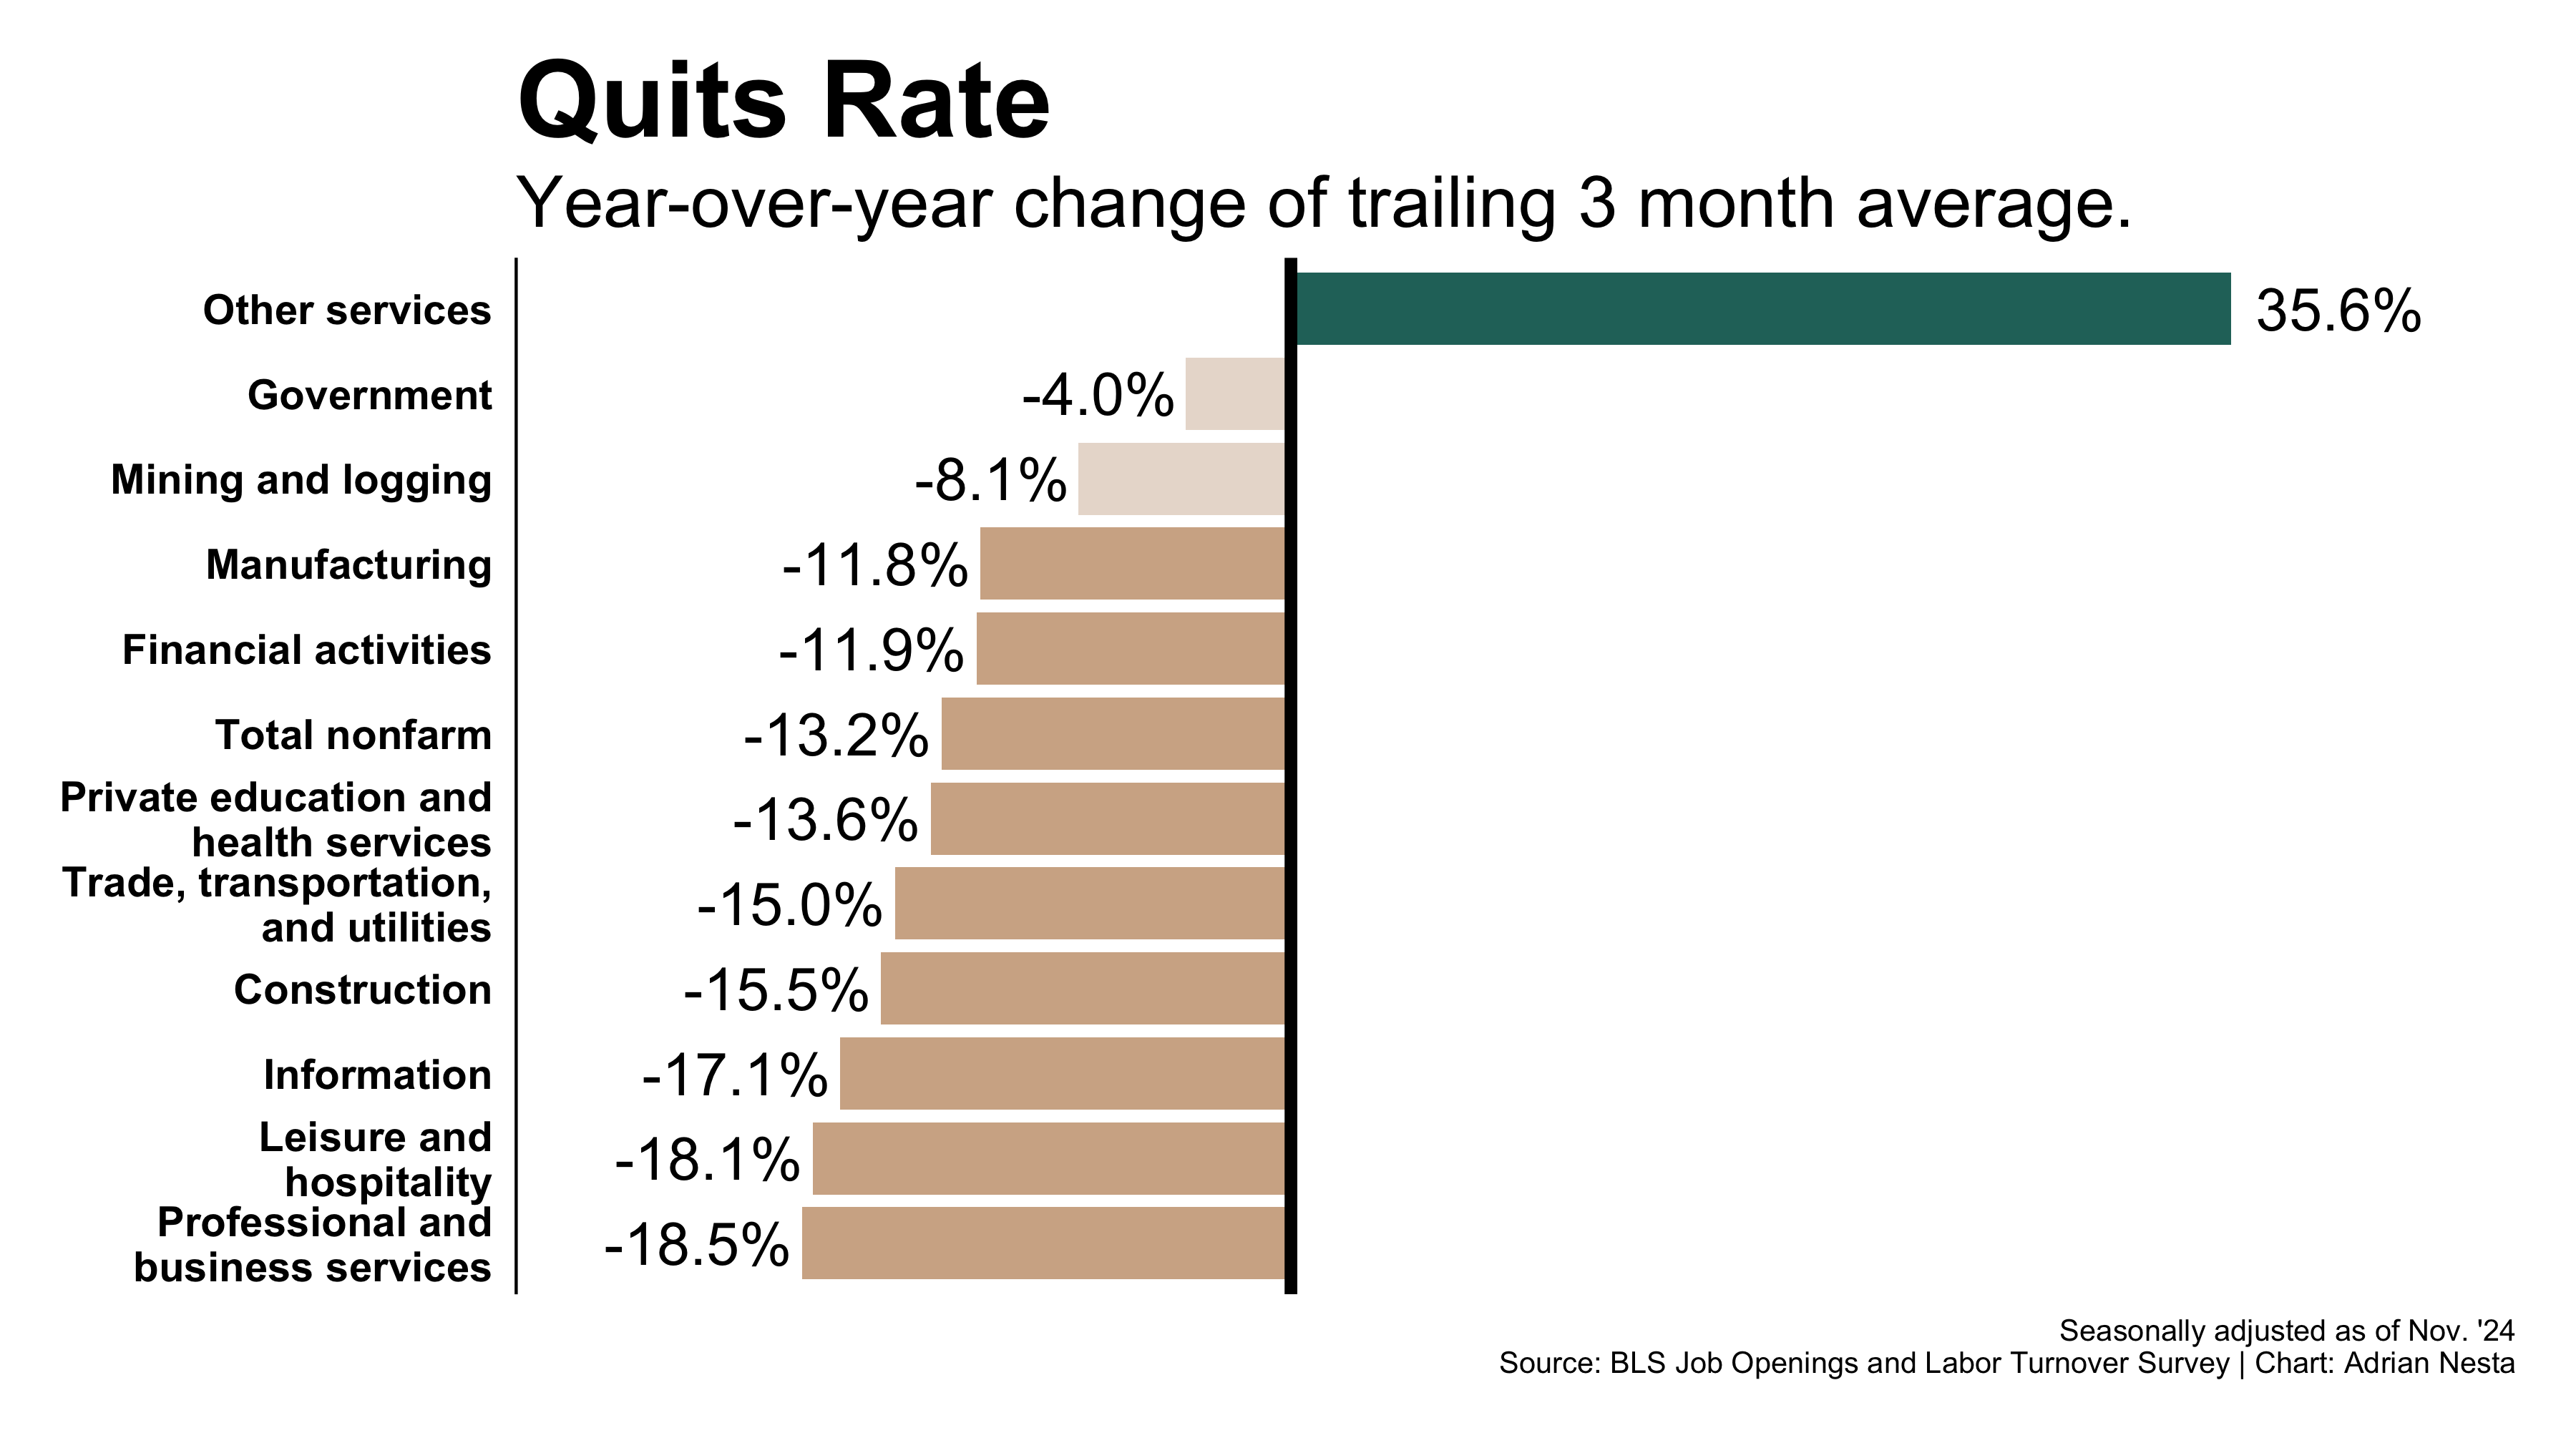 Quits Rate
Year-over-year change of trailing 3 month average.
Other services
35.6%
Government
-4.0%
Mining and logging
-8.1%
Manufacturing
-11.8%
Financial activities
-11.9%
Total nonfarm
-13.2%
Private education and
health services
-13.6%
Trade, transportation,
and utilities
-15.0%
Construction
-15.5%
Information
-17.1%
Leisure and
hospitality
-18.1%
Professional and
business services
-18.5%
Seasonally adjusted as of Nov. '24
Source: BLS Job Openings and Labor Turnover Survey | Chart: Adrian Nesta